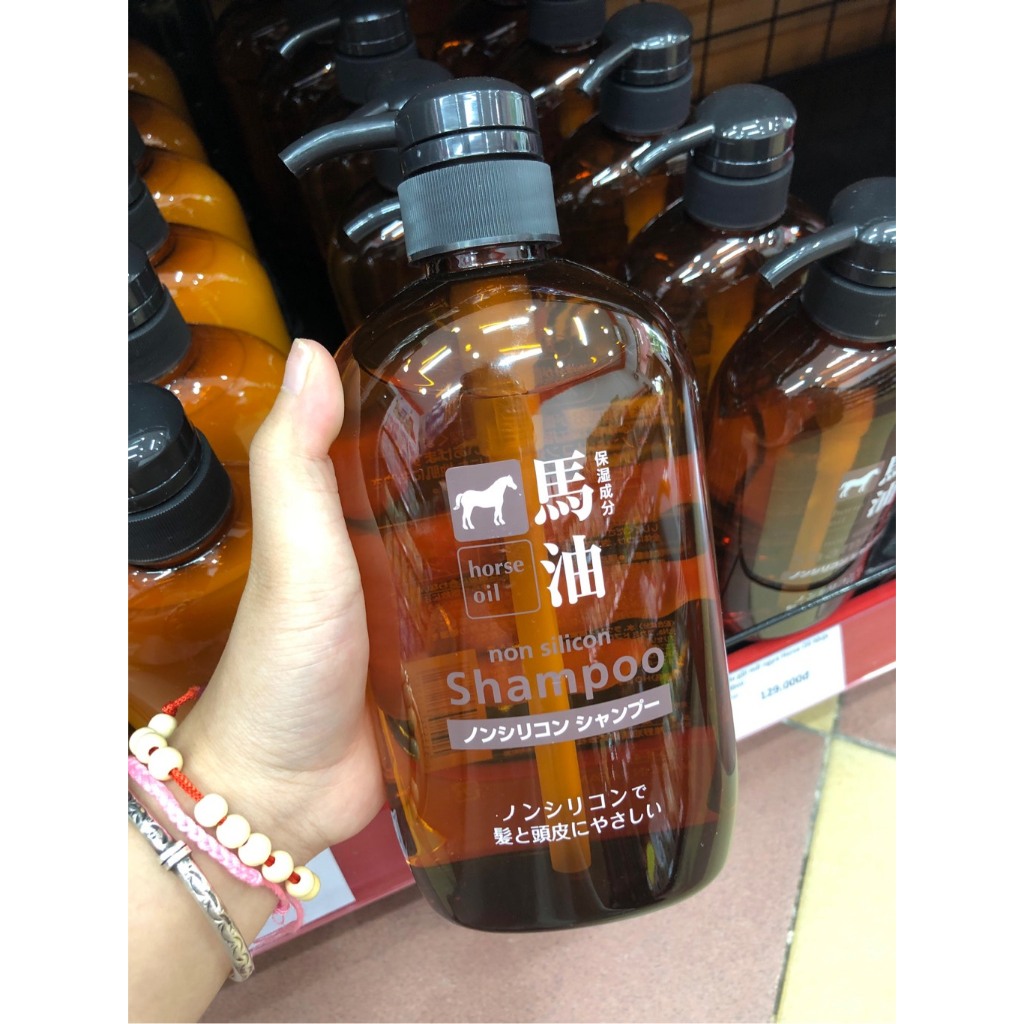 保湿成分
馬油
horse
oil
non silicon
Shampoo
ノンシリコン シャンプー
ノンシリコンで
髪と頭皮にやさしい
馬
油
129.000đ